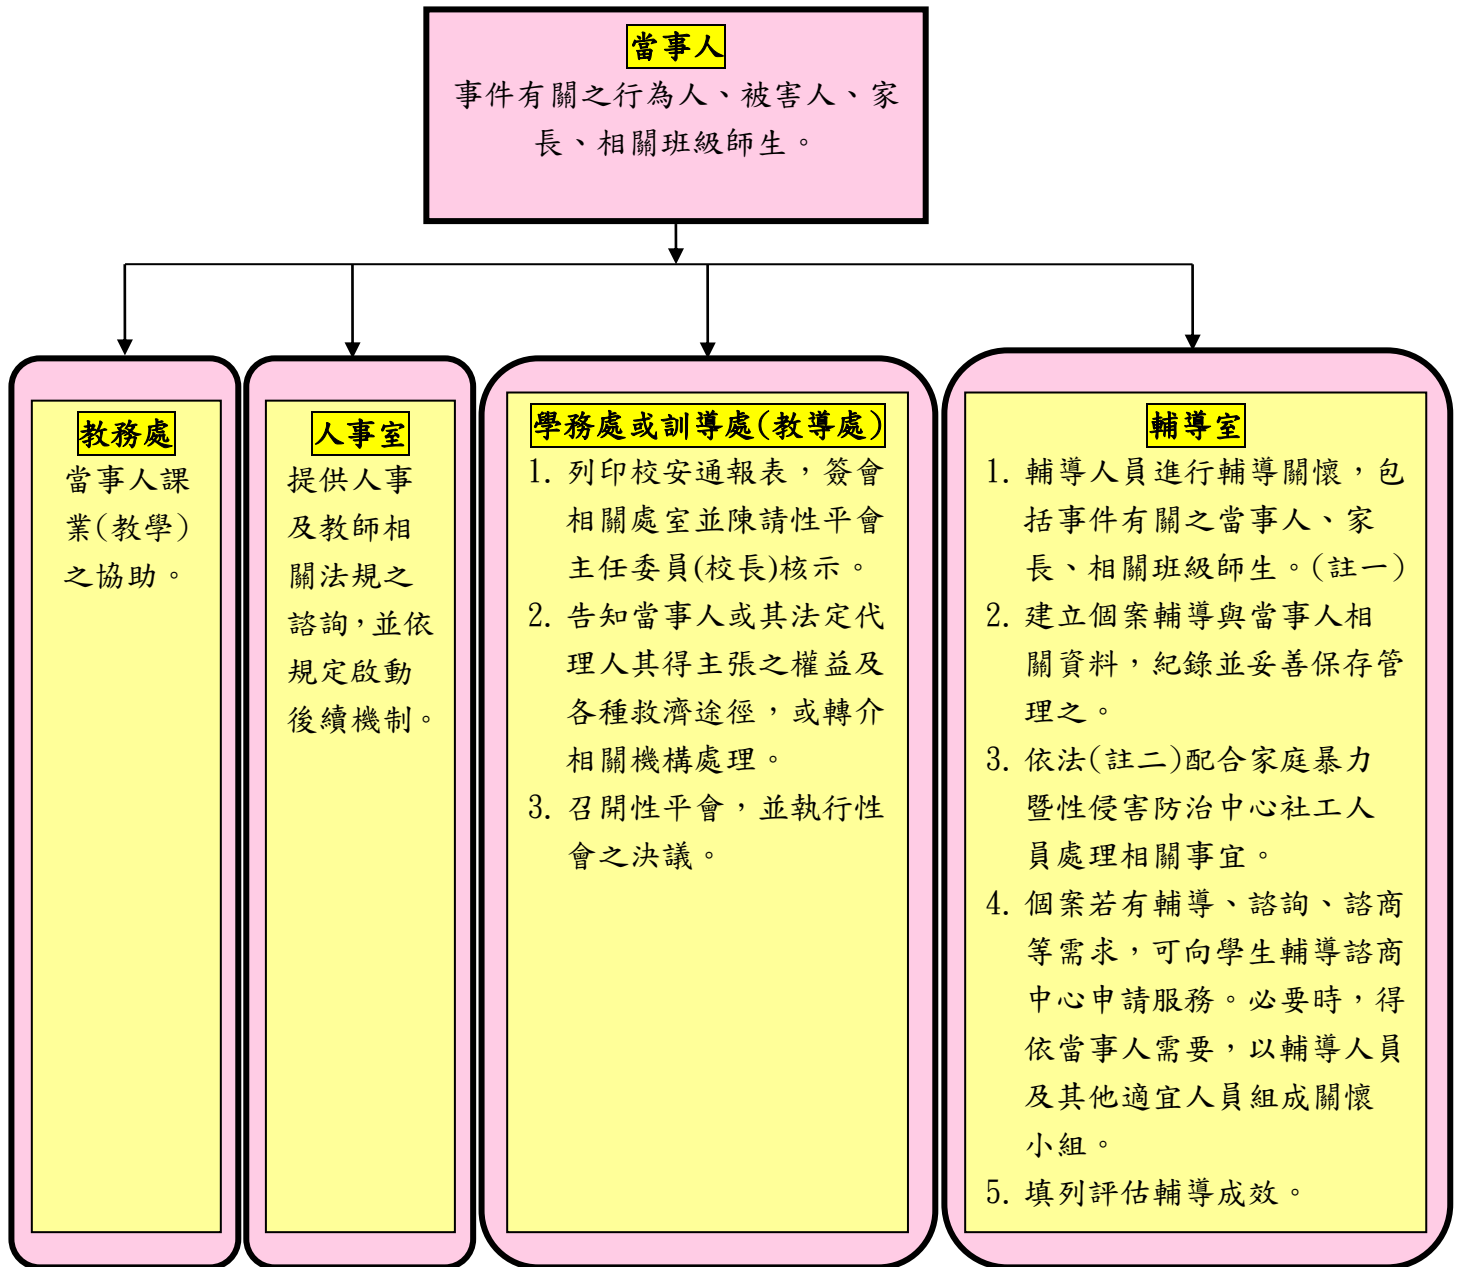 當事人
事件有關之行為人、被害人、家
長、相關班級師生。
教務處
當事人課
業(教學)
之協助。
人事室
提供人事
及教師相
關法規之
諮詢,並依
規定啟動
後續機制。
學務處或訓導處(教導處)
1. 列印校安通報表,簽會
相關處室並陳請性平會
主任委員(校長)核示。
2. 告知當事人或其法定代
理人其得主張之權益及
各種救濟途徑,或轉介
相關機構處理。
3. 召開性平會,並執行性
會之決議。
輔導室
1. 輔導人員進行輔導關懷,包
括事件有關之當事人、家
長、相關班級師生。(註一)
2. 建立個案輔導與當事人相
關資料,紀錄並妥善保存管
理之。
3. 依法(註二)配合家庭暴力
暨性侵害防治中心社工人
員處理相關事宜。
4. 個案若有輔導、諮詢、諮商
等需求,可向學生輔導諮商
中心申請服務。必要時,得
依當事人需要,以輔導人員
及其他適宜人員組成關懷
小組。
5. 填列評估輔導成效。